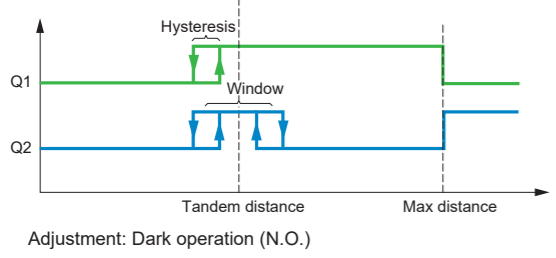 Hysteresis
Q1
Window
Q2
Tandem distance
Max distance
Adjustment: Dark operation (N.O.)